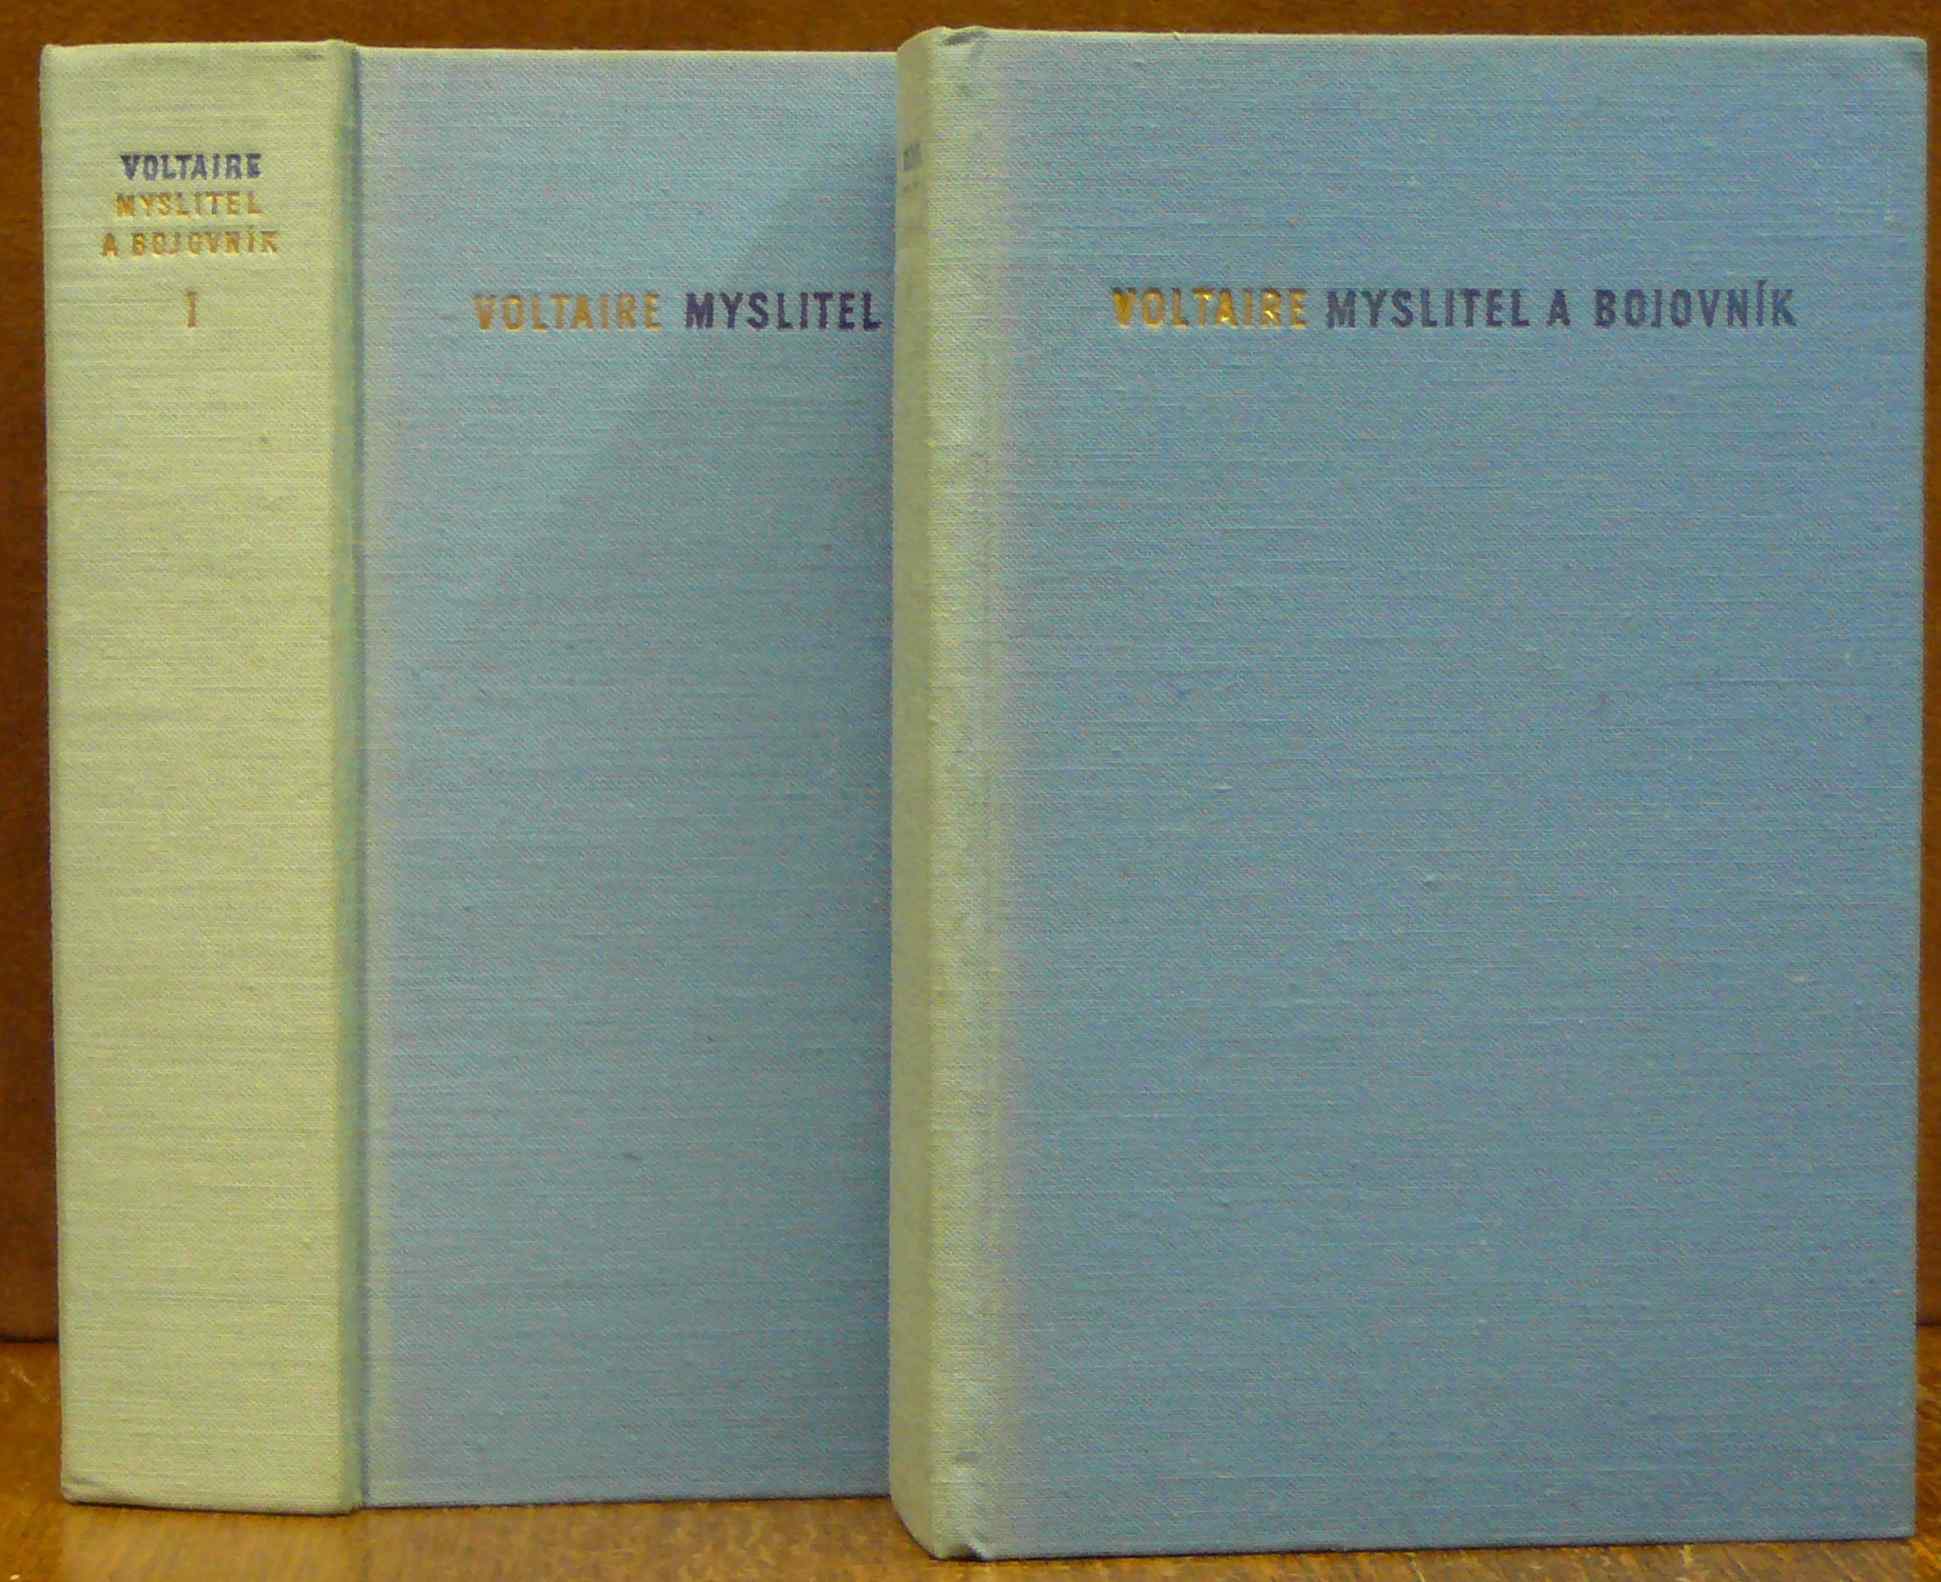 VOLTAIRE
MYSLITEL
A BOJOVNÍK
I
VOLTAIRE MYSLITEL
VOLTAIRE MYSLITEL A BOJOVNÍK